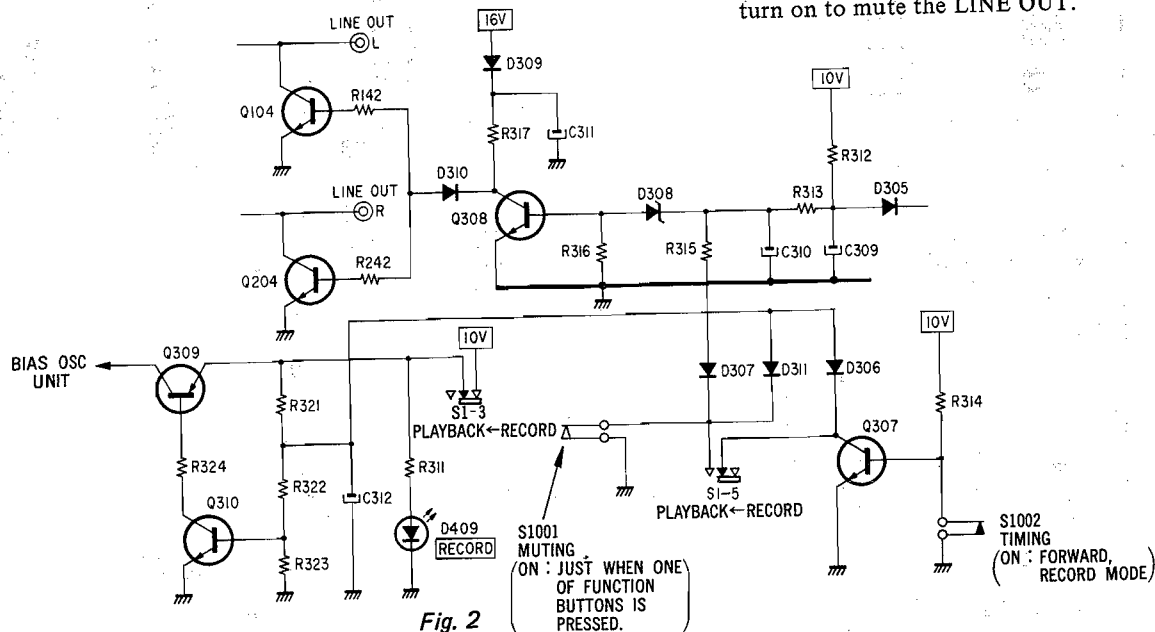 turn on to mute the LINE OUT.
LINE OUT
L
16V
D309
10V
Q104
R142
R317
C311
R312
D310
D308
R313
D305
LINE OUT
R
Q308
R316
R315
C310
C309
Q204
R242
10V
10V
BIAS OSC
UNIT
Q309
R321
S1-3
PLAYBACK←RECORD
D307
D311
D306
R314
Q307
R324
R311
R322
C312
Q310
S1-5
PLAYBACK←RECORD
D409
RECORD
R323
S1001
MUTING
(ON : JUST WHEN ONE
OF FUNCTION
BUTTONS IS
PRESSED.)
S1002
TIMING
(ON : FORWARD,
RECORD MODE)
Fig. 2